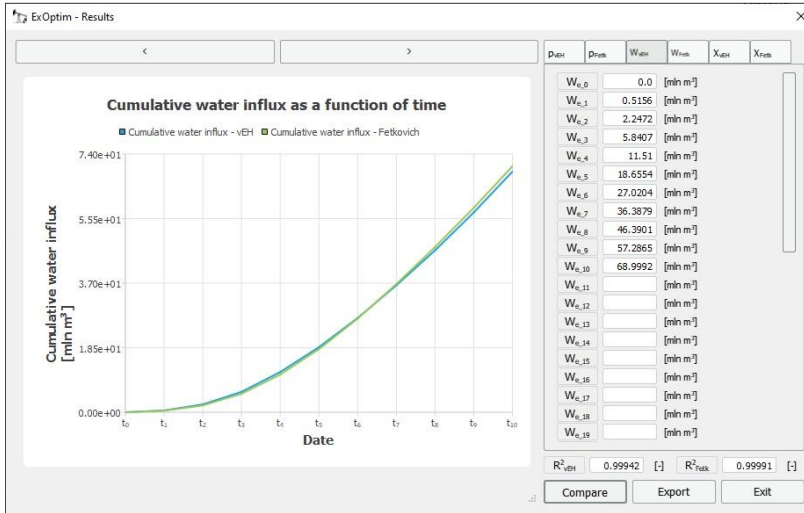 ExOptim - Results
<
>
p_vEH p_Fetk W_vEH W_Fetk X_vEH X_Fetk
Cumulative water influx as a function of time
Cumulative water influx - vEH Cumulative water influx - Fetkovich
7.40e+01
5.55e+01
3.70e+01
1.85e+01
0.00e+00
Cumulative water influx
[mln m³]
t₀ t₁ t₂ t₃ t₄ t₅ t₆ t₇ t₈ t₉ t₁₀
Date
W_e_0 0.0 [mln m³]
W_e_1 0.5156 [mln m³]
W_e_2 2.2472 [mln m³]
W_e_3 5.8407 [mln m³]
W_e_4 11.51 [mln m³]
W_e_5 18.6554 [mln m³]
W_e_6 27.0204 [mln m³]
W_e_7 36.3879 [mln m³]
W_e_8 46.3901 [mln m³]
W_e_9 57.2865 [mln m³]
W_e_10 68.9992 [mln m³]
W_e_11 [mln m³]
W_e_12 [mln m³]
W_e_13 [mln m³]
W_e_14 [mln m³]
W_e_15 [mln m³]
W_e_16 [mln m³]
W_e_17 [mln m³]
W_e_18 [mln m³]
W_e_19 [mln m³]
R²_vEH 0.99942 [-] R²_Fetk 0.99991 [-]
Compare Export Exit